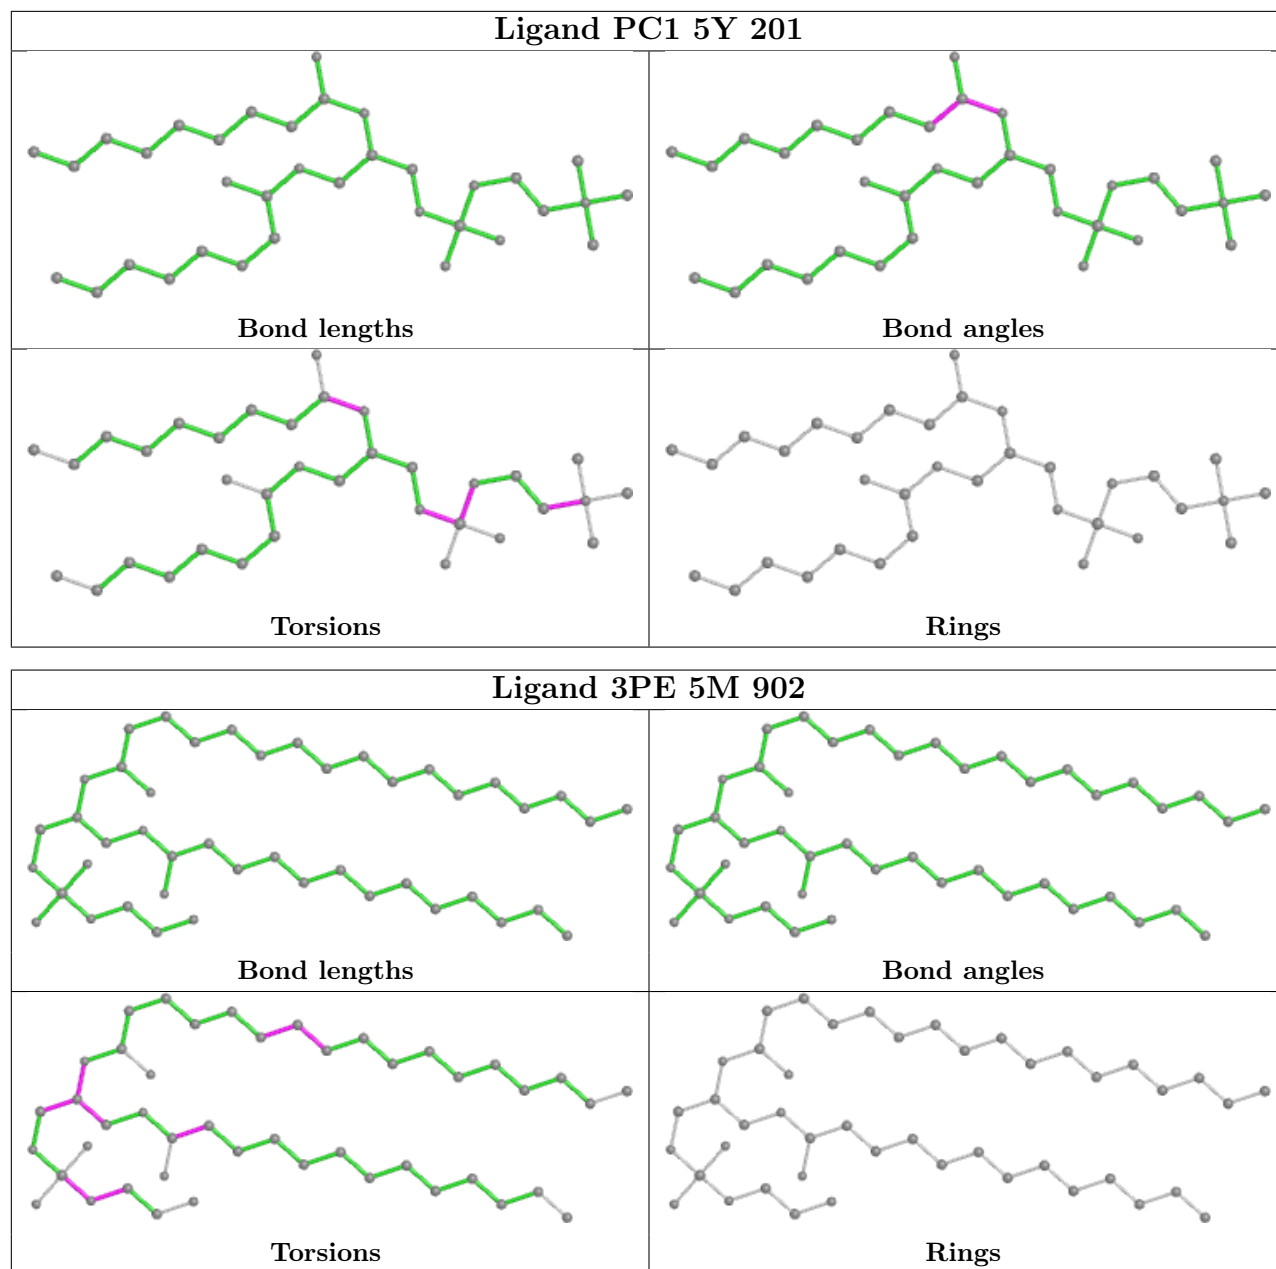 Ligand PC1 5Y 201
Bond lengths
Bond angles
Torsions
Rings
Ligand 3PE 5M 902
Bond lengths
Bond angles
Torsions
Rings